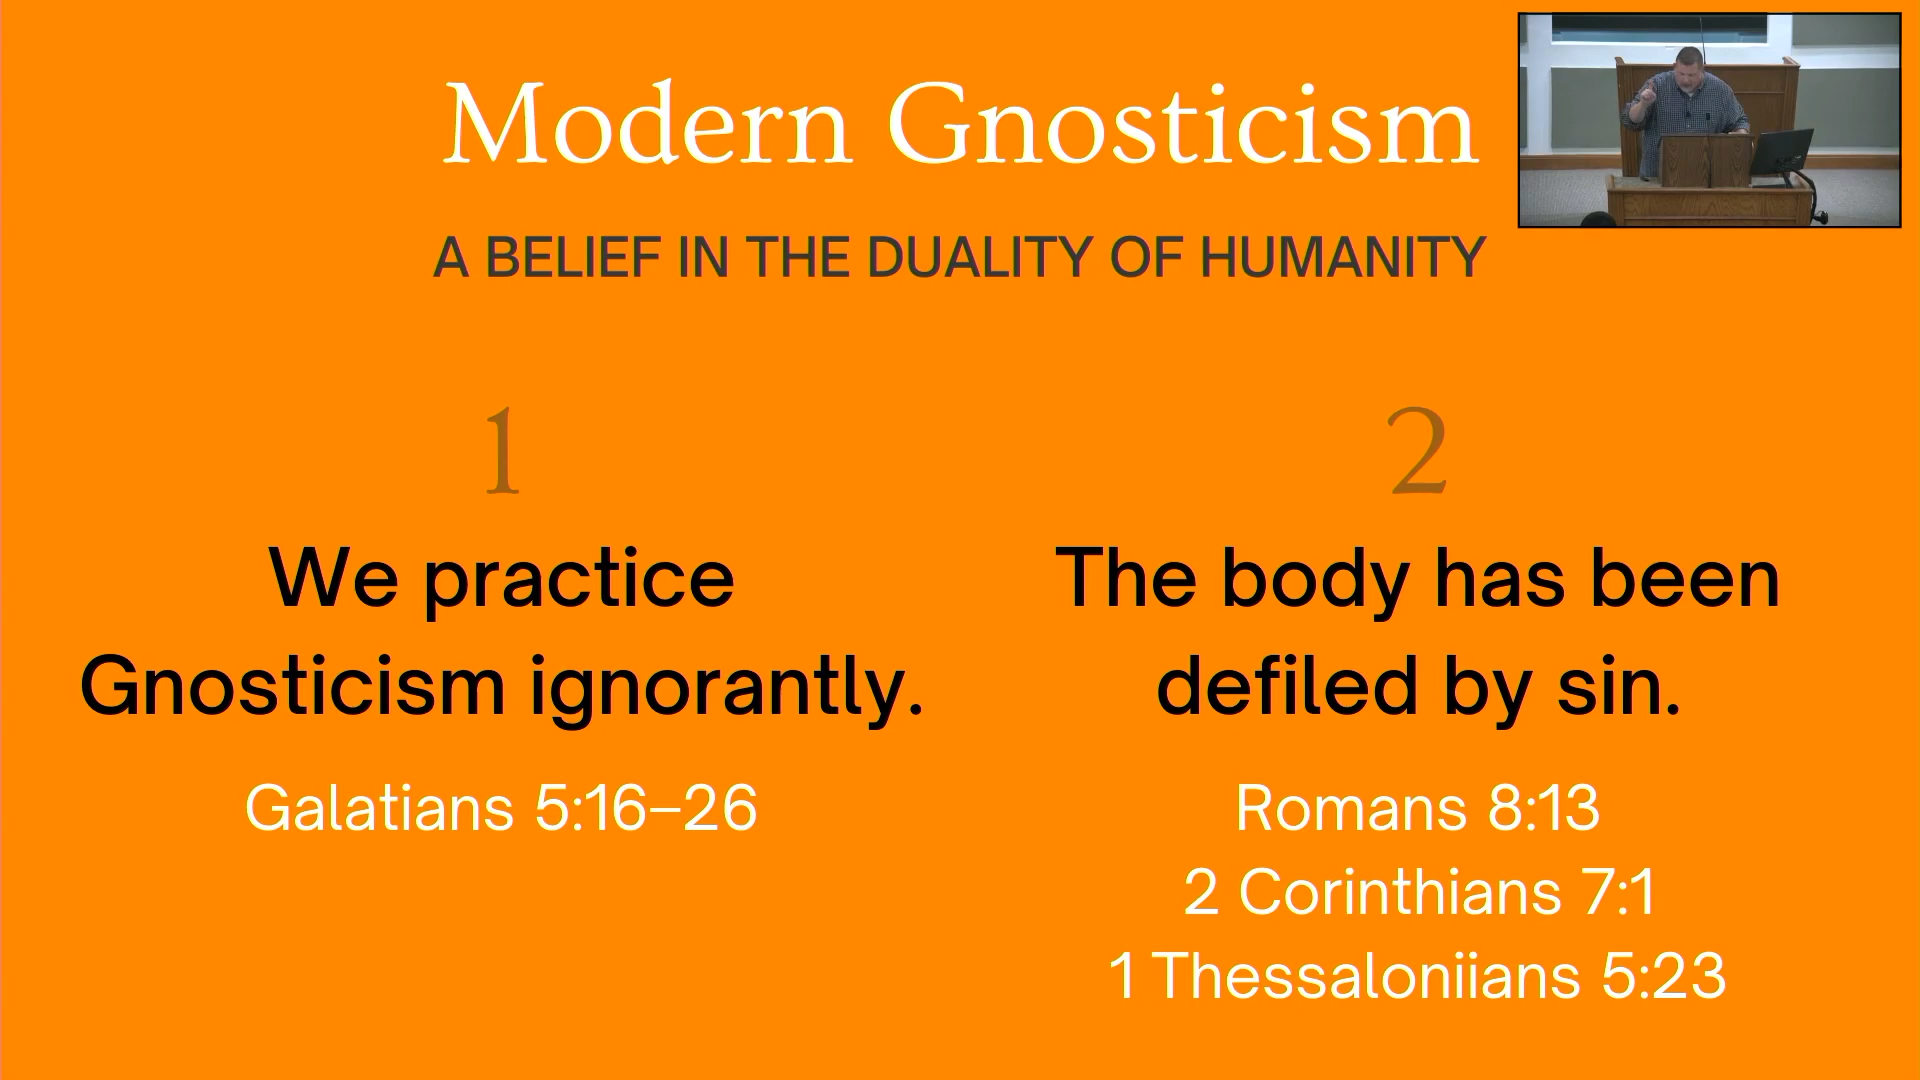 Modern Gnosticism
A BELIEF IN THE DUALITY OF HUMANITY
1
We practice
Gnosticism ignorantly.
Galatians 5:16–26
2
The body has been
defiled by sin.
Romans 8:13
2 Corinthians 7:1
1 Thessaloniians 5:23